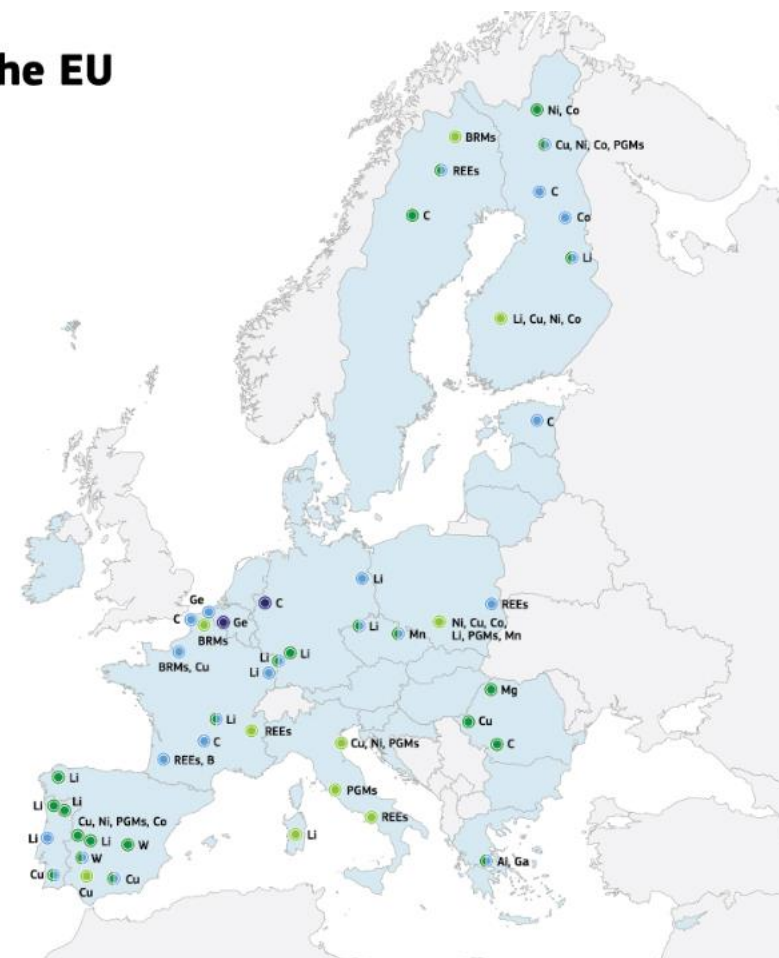 he EU
Ni, Co
BRMs
Cu, Ni, Co, PGMs
REEs
C
C
Co
Li
Li, Cu, Ni, Co
C
Li
Ge
C
REEs
C
Ge
Ni, Cu, Co,
Li, PGMs, Mn
Li
Mn
BRMs
Li
Li
BRMs, Cu
Li
Mg
Li
Cu
REEs
C
Cu, Ni, PGMs
C
REEs, B
Li
PGMs
Li
Li
Cu, Ni, PGMs, Co
REEs
Li
Li
Li
W
W
Ai, Ga
Cu
Cu
Cu